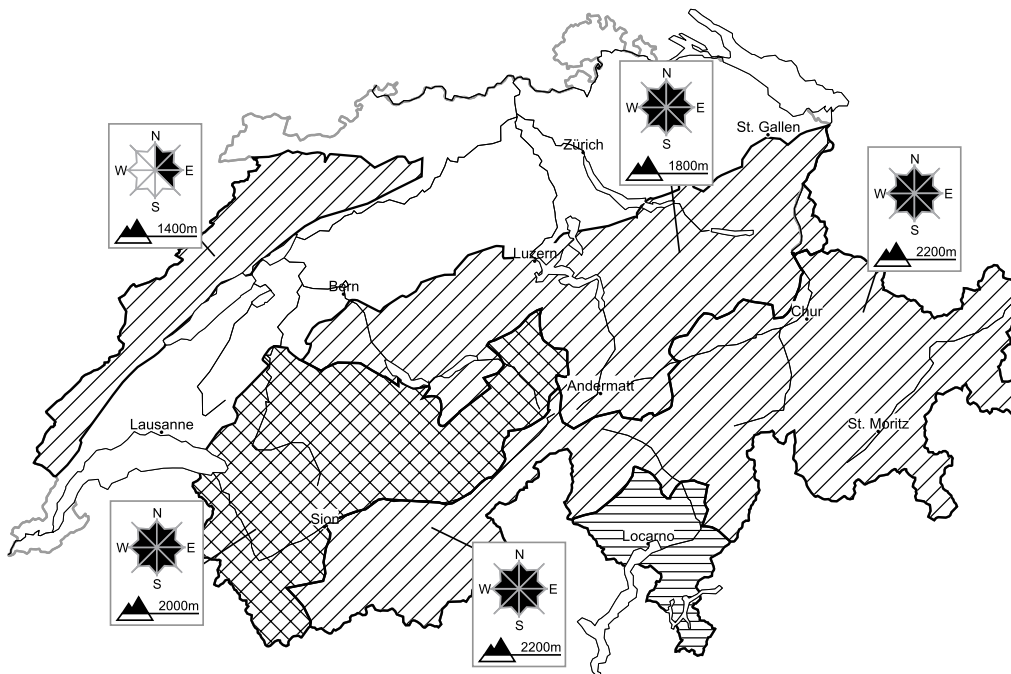 N
W E
S
1800m
St. Gallen
Zürich
N
W E
S
1400m
N
W E
S
2200m
Luzern
Bern
Chur
Andermatt
Lausanne
St. Moritz
Sion
Locarno
N
W E
S
2000m
N
W E
S
2200m